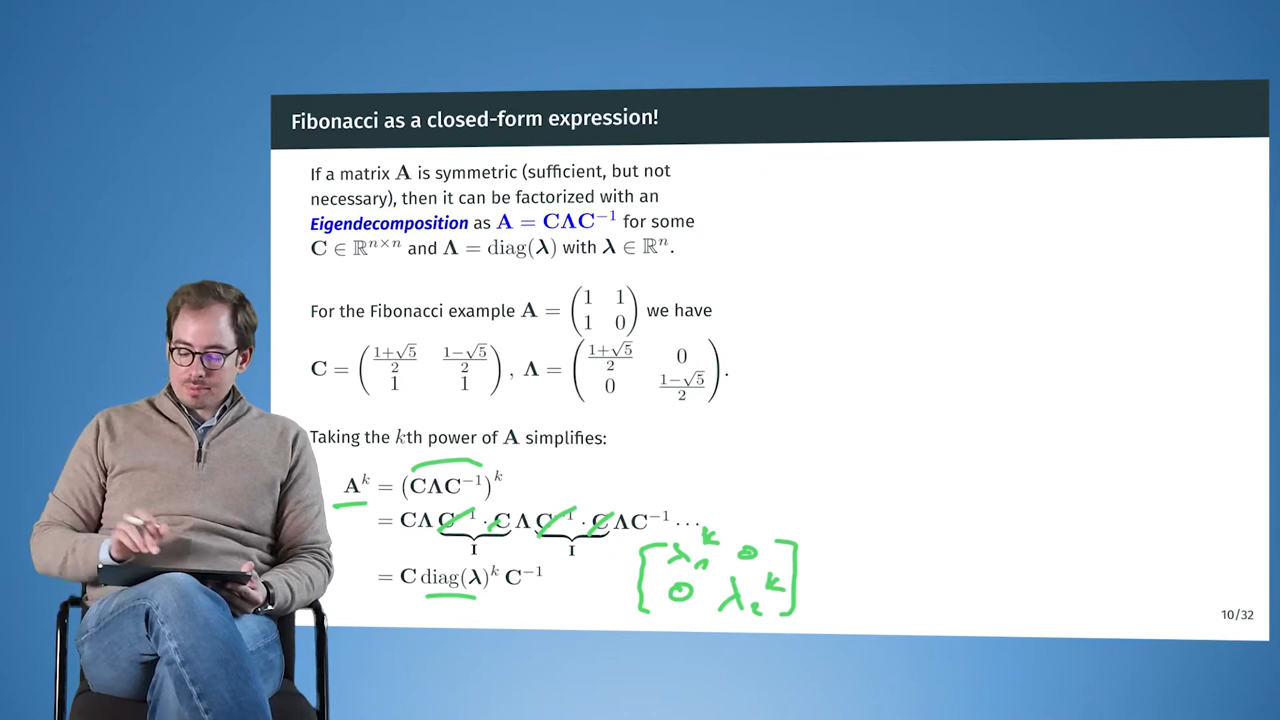 Fibonacci as a closed-form expression!
If a matrix A is symmetric (sufficient, but not
necessary), then it can be factorized with an
Eigendecomposition as A = CΛC⁻¹ for some
C ∈ ℝⁿˣⁿ and Λ = diag(λ) with λ ∈ ℝⁿ.
For the Fibonacci example A = (1 1; 1 0) we have
C = ((1+√5)/2 (1−√5)/2; 1 1), Λ = ((1+√5)/2 0; 0 (1−√5)/2).
Taking the kth power of A simplifies:
Aᵏ = (CΛC⁻¹)ᵏ
= CΛ C⁻¹ · C Λ C⁻¹ · C ΛC⁻¹ ···
I I
= C diag(λ)ᵏ C⁻¹
[λ₁ᵏ 0
0 λ₂ᵏ]
10/32